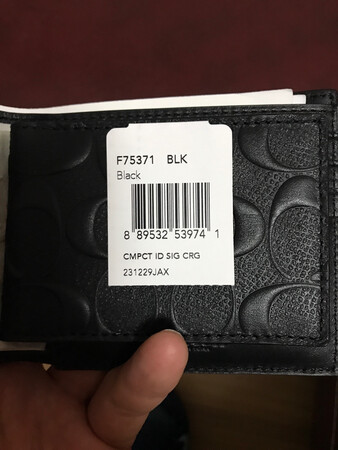 F75371 BLK
Black
8 89532 53974 1
CMPCT ID SIG CRG
231229JAX